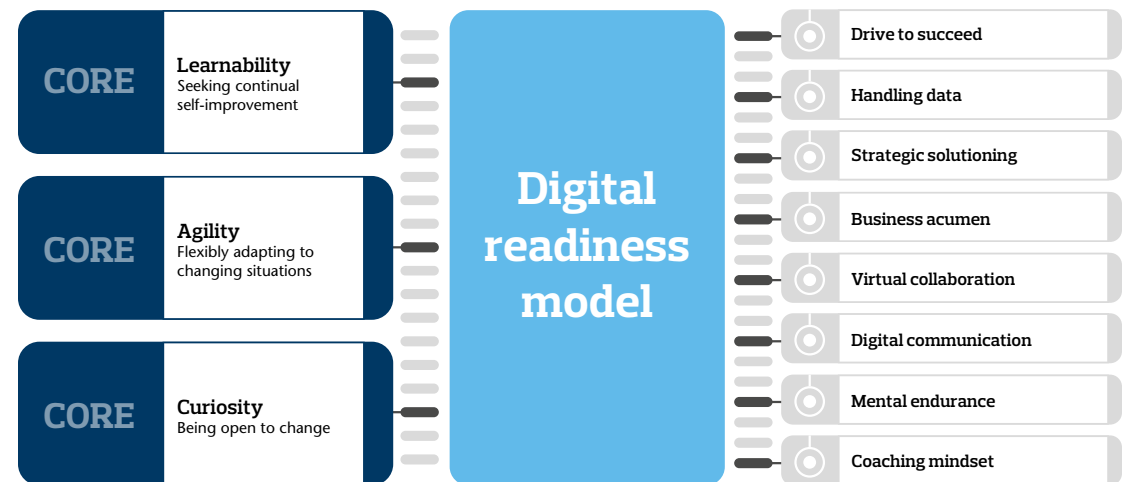 CORE
Learnability
Seeking continual
self-improvement
CORE
Agility
Flexibly adapting to
changing situations
CORE
Curiosity
Being open to change
Digital
readiness
model
Drive to succeed
Handling data
Strategic solutioning
Business acumen
Virtual collaboration
Digital communication
Mental endurance
Coaching mindset